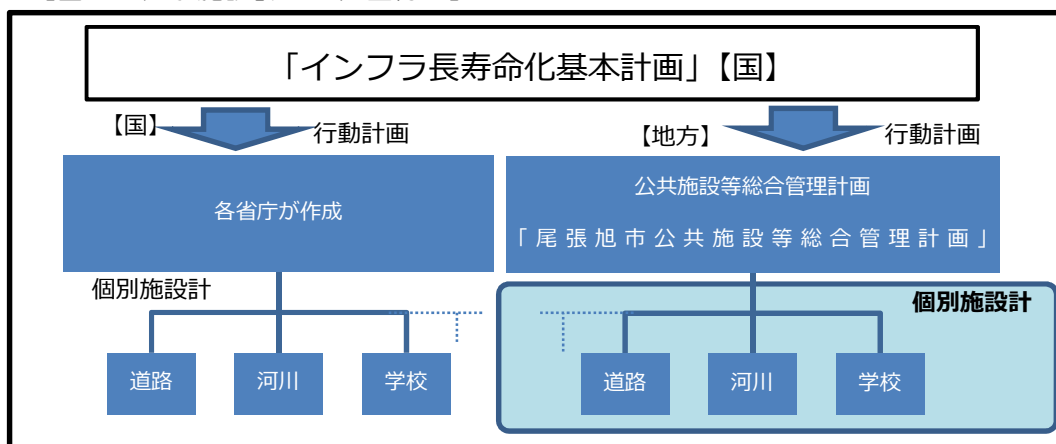 「インフラ長寿命化基本計画」【国】
【国】
行動計画
【地方】
行動計画
各省庁が作成
公共施設等総合管理計画
「尾張旭市公共施設等総合管理計画」
個別施設計
個別施設計
道路
河川
学校
道路
河川
学校